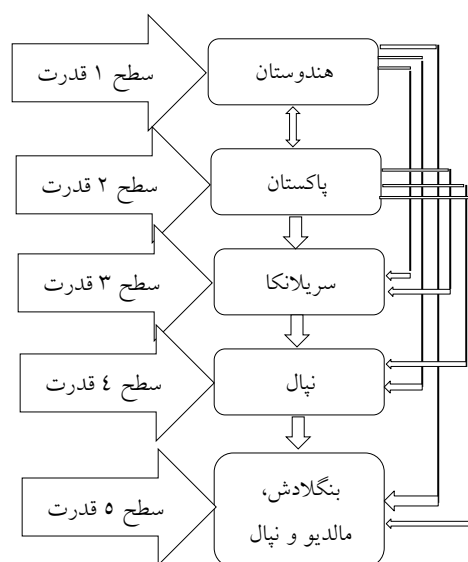 سطح ۱ قدرت
هندوستان
سطح ۲ قدرت
پاکستان
سطح ۳ قدرت
سریلانکا
سطح ٤ قدرت
نپال
سطح ٥ قدرت
بنگلادش،
مالدیو و نپال